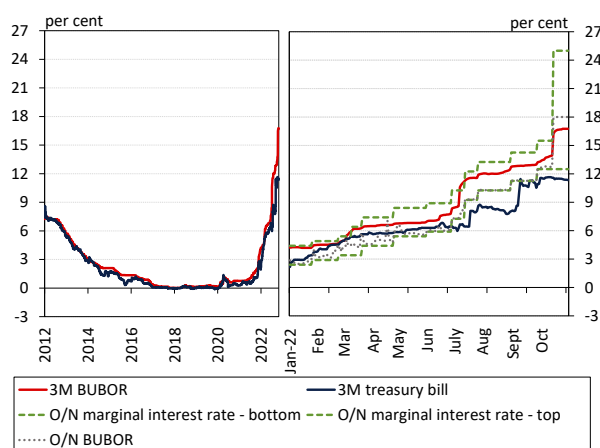 per cent
per cent
27
24
21
18
15
12
9
6
3
0
-3
2012
2014
2016
2018
2020
2022
27
24
21
18
15
12
9
6
3
0
-3
Jan-22
Feb
Mar
Apr
May
Jun
July
Aug
Sept
Oct
3M BUBOR
3M treasury bill
O/N marginal interest rate - bottom
O/N marginal interest rate - top
O/N BUBOR